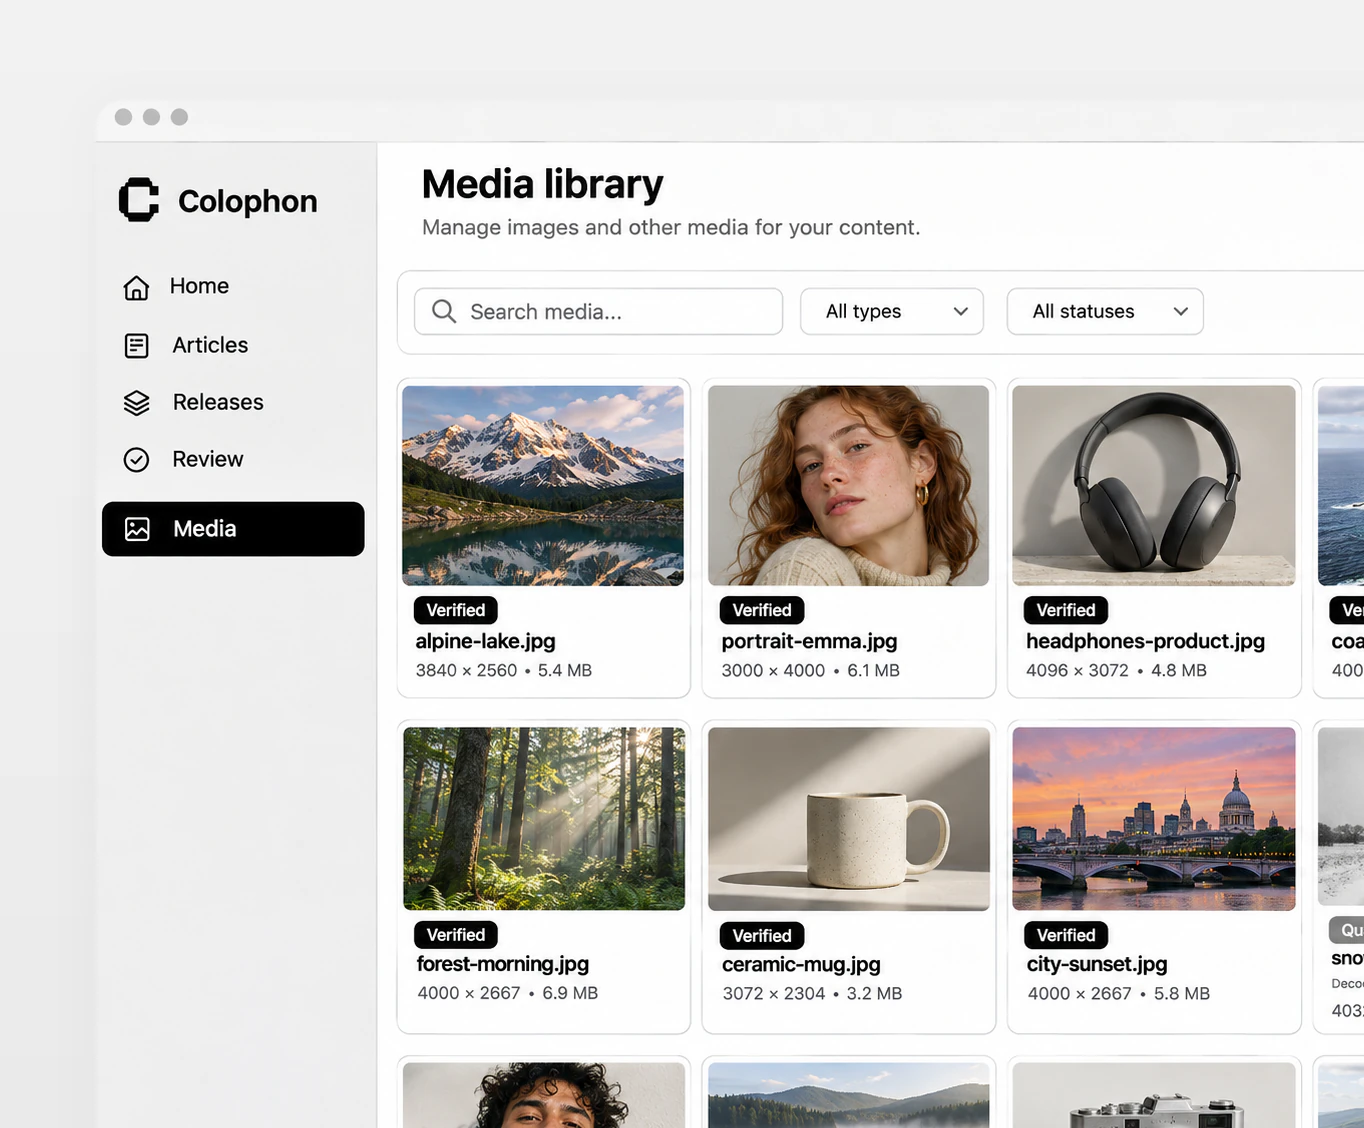 Colophon
Home
Articles
Releases
Review
Media
Media library
Manage images and other media for your content.
Search media...
All types
All statuses
Verified
alpine-lake.jpg
3840 × 2560 • 5.4 MB
Verified
portrait-emma.jpg
3000 × 4000 • 6.1 MB
Verified
headphones-product.jpg
4096 × 3072 • 4.8 MB
Verified
forest-morning.jpg
4000 × 2667 • 6.9 MB
Verified
ceramic-mug.jpg
3072 × 2304 • 3.2 MB
Verified
city-sunset.jpg
4000 × 2667 • 5.8 MB